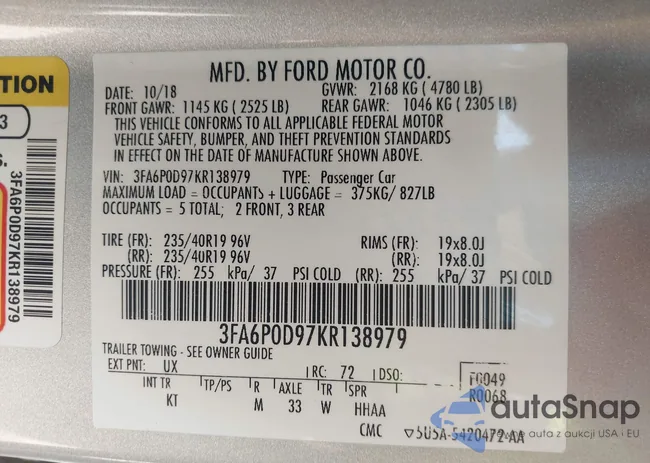 TION
3
S.
3FA6P0D97KR138979
MFD. BY FORD MOTOR CO.
DATE: 10/18 GVWR: 2168 KG ( 4780 LB)
FRONT GAWR: 1145 KG ( 2525 LB) REAR GAWR: 1046 KG ( 2305 LB)
THIS VEHICLE CONFORMS TO ALL APPLICABLE FEDERAL MOTOR
VEHICLE SAFETY, BUMPER, AND THEFT PREVENTION STANDARDS
IN EFFECT ON THE DATE OF MANUFACTURE SHOWN ABOVE.
VIN: 3FA6P0D97KR138979 TYPE: Passenger Car
MAXIMUM LOAD = OCCUPANTS + LUGGAGE = 375KG/ 827LB
OCCUPANTS = 5 TOTAL; 2 FRONT, 3 REAR
TIRE (FR): 235/40R19 96V RIMS (FR): 19x8.0J
(RR): 235/40R19 96V (RR): 19x8.0J
PRESSURE (FR): 255 kPa/ 37 PSI COLD (RR): 255 kPa/ 37 PSI COLD
3FA6P0D97KR138979
TRAILER TOWING - SEE OWNER GUIDE
EXT PNT: UX RC: 72 DSO: F0049
INT TR TP/PS R AXLE TR SPR R0068
KT M 33 W HHAA
CMC 5U5A-5420472-AA
autaSnap
Pewne auta z aukcji USA i EU